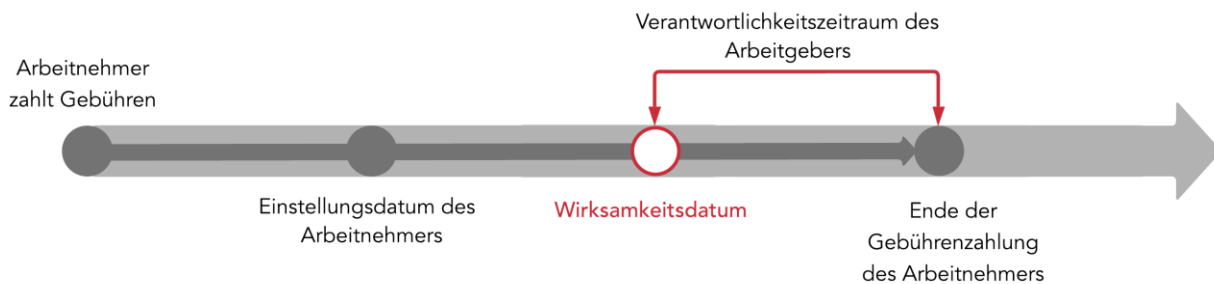 Verantwortlichkeitszeitraum des
Arbeitgebers
Arbeitnehmer
zahlt Gebühren
Einstellungsdatum des
Arbeitnehmers
Wirksamkeitsdatum
Ende der
Gebührenzahlung
des Arbeitnehmers